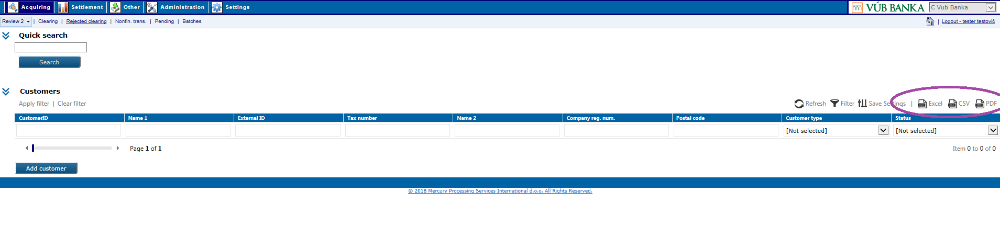 Acquiring Settlement Other Administration Settings VÚB BANKA C Vub Banka
Review 2 | Clearing | Rejected clearing | Nonfin. trans. | Pending | Batches | Logout - tester testovič
Quick search
Search
Customers
Apply filter | Clear filter Refresh Filter Save Settings | Excel CSV PDF
CustomerID Name 1 External ID Tax number Name 2 Company reg. num. Postal code Customer type Status
[Not selected] [Not selected]
Page 1 of 1 Item 0 to 0 of 0
Add customer
© 2018 Mercury Processing Services International d.o.o. All Rights Reserved.